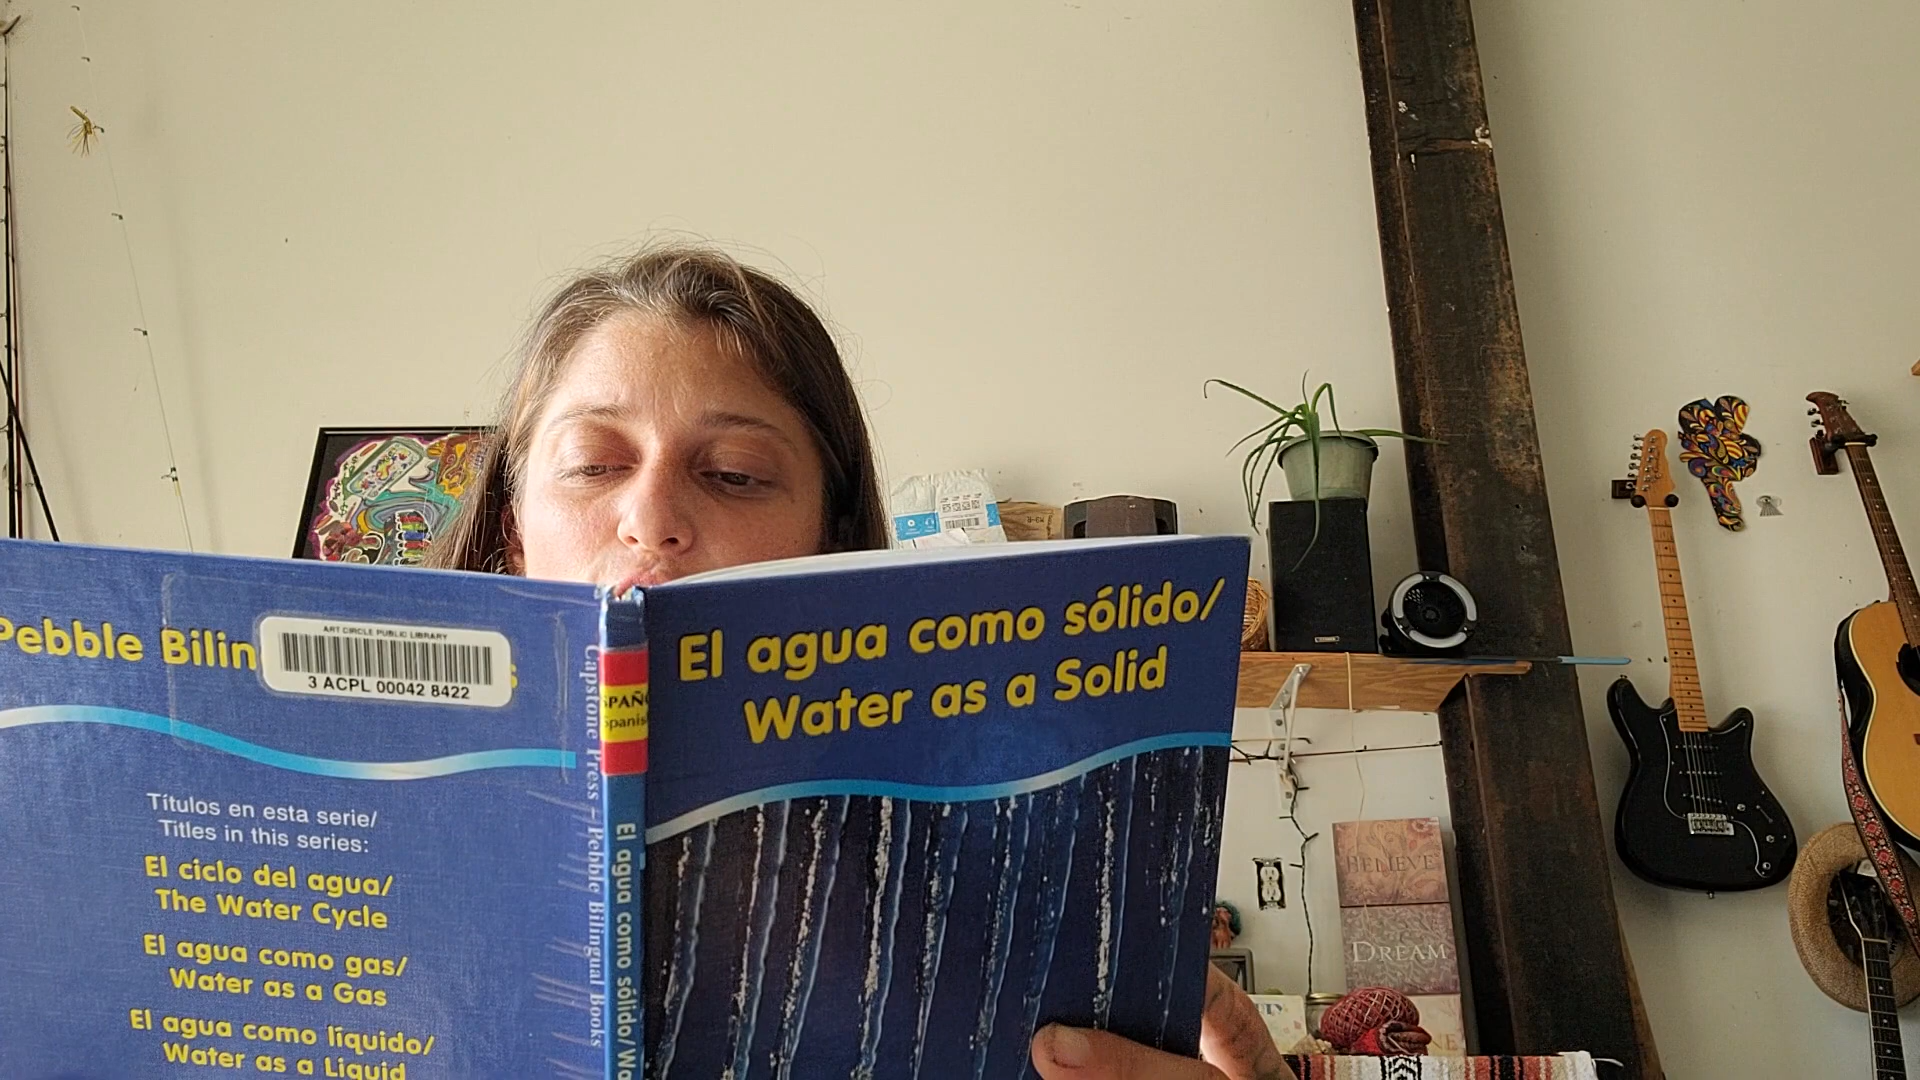 Pebble Bilin
ART CIRCLE PUBLIC LIBRARY
3 ACPL 00042 8422
Títulos en esta serie/
Titles in this series:
El ciclo del agua/
The Water Cycle
El agua como gas/
Water as a Gas
El agua como líquido/
Water as a Liquid
Capstone Press – Pebble Bilingual Books
SPAÑO
Spanis
El agua como sólido/ Wa
El agua como sólido/
Water as a Solid
BELIEVE
DREAM